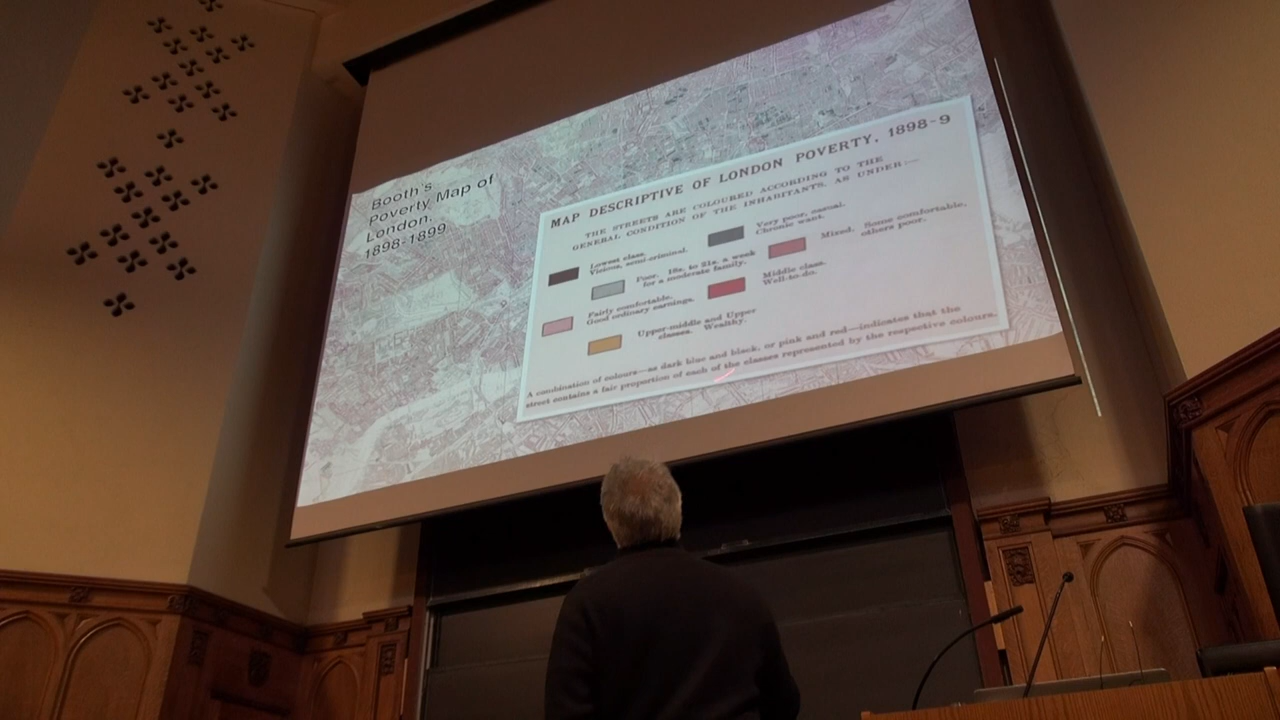 Booth's
Poverty Map of
London,
1898-1899
MAP DESCRIPTIVE OF LONDON POVERTY, 1898-9
THE STREETS ARE COLOURED ACCORDING TO THE
GENERAL CONDITION OF THE INHABITANTS, AS UNDER:—
Lowest class.
Vicious, semi-criminal.
Very poor, casual.
Chronic want.
Poor. 18s. to 21s. a week
for a moderate family.
Mixed. Some comfortable,
others poor.
Fairly comfortable.
Good ordinary earnings.
Middle class.
Well-to-do.
Upper-middle and Upper
classes. Wealthy.
A combination of colours—as dark blue and black, or pink and red—indicates that the
street contains a fair proportion of each of the classes represented by the respective colours.